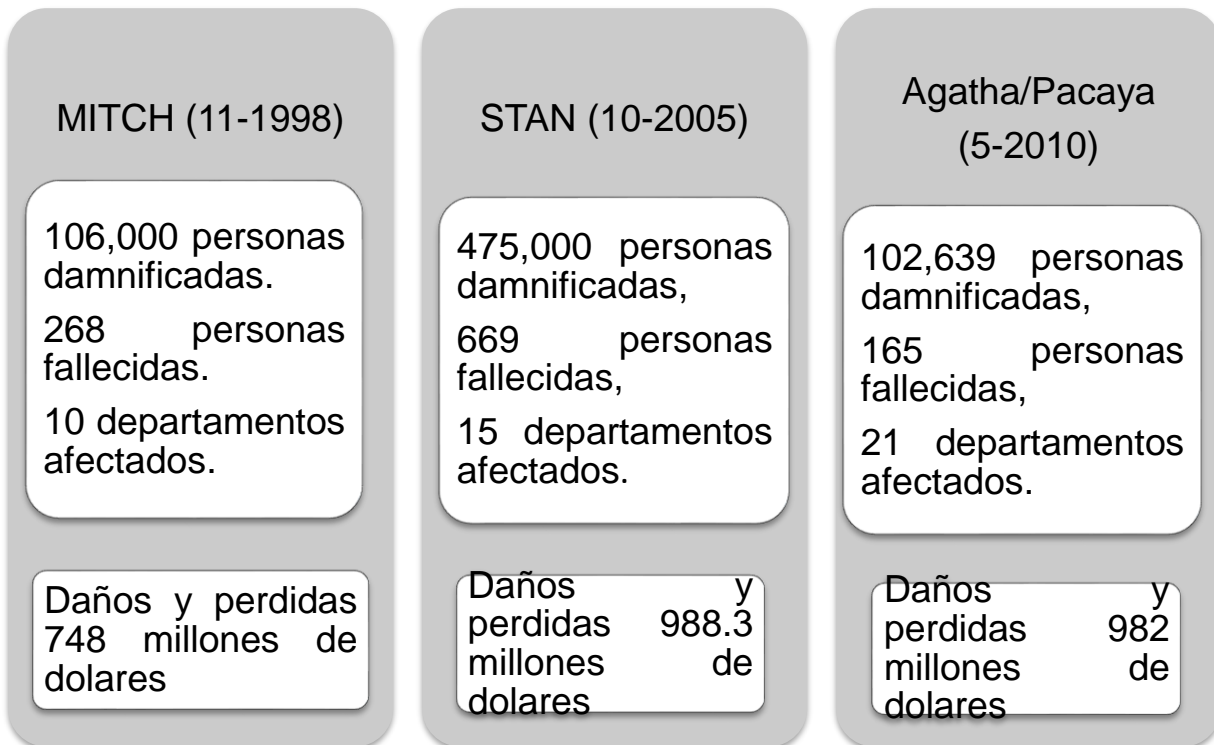 MITCH (11-1998)
106,000 personas
damnificadas.
268 personas
fallecidas.
10 departamentos
afectados.
Daños y perdidas
748 millones de
dolares
STAN (10-2005)
475,000 personas
damnificadas,
669 personas
fallecidas,
15 departamentos
afectados.
Daños y
perdidas 988.3
millones de
dolares
Agatha/Pacaya
(5-2010)
102,639 personas
damnificadas,
165 personas
fallecidas,
21 departamentos
afectados.
Daños y
perdidas 982
millones de
dolares